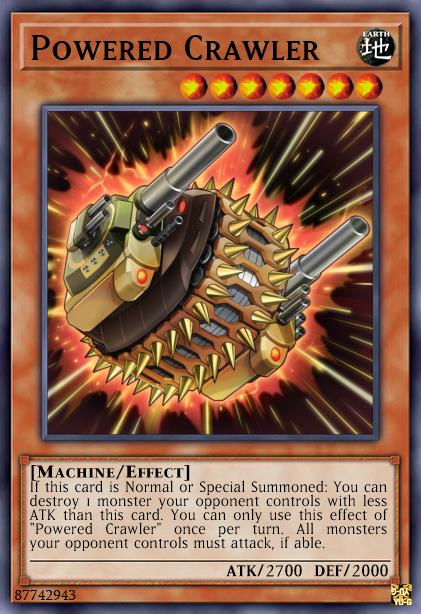 Powered Crawler
EARTH
地
[Machine/Effect]
If this card is Normal or Special Summoned: You can
destroy 1 monster your opponent controls with less
ATK than this card. You can only use this effect of
"Powered Crawler" once per turn. All monsters
your opponent controls must attack, if able.
ATK/2700 DEF/2000
87742943